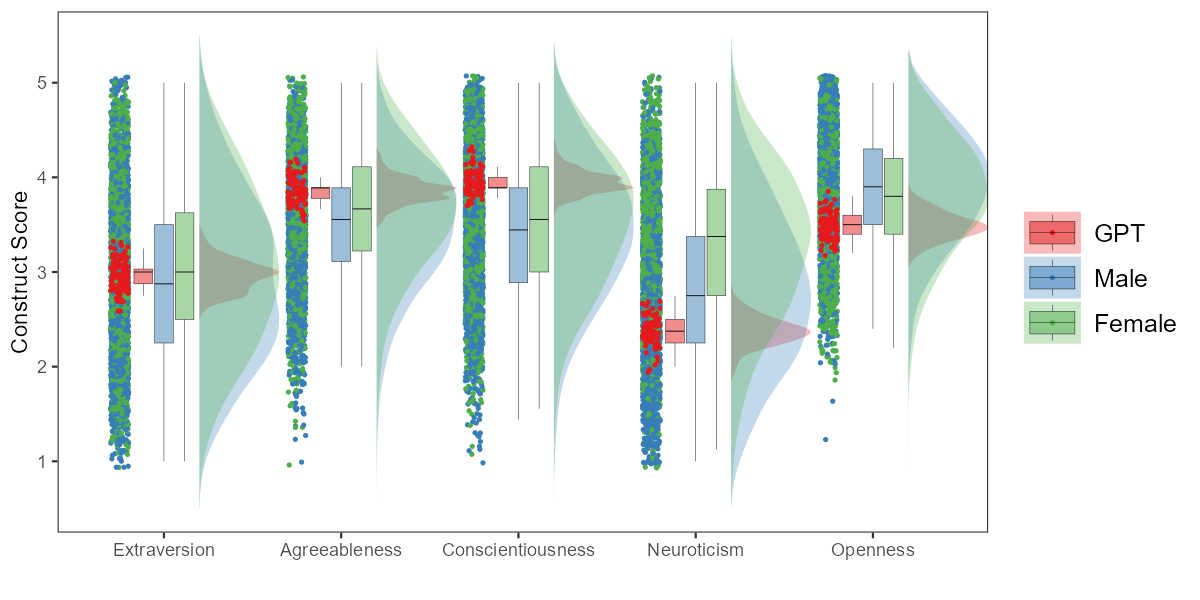 Construct Score
5
4
3
2
1
Extraversion
Agreeableness
Conscientiousness
Neuroticism
Openness
GPT
Male
Female